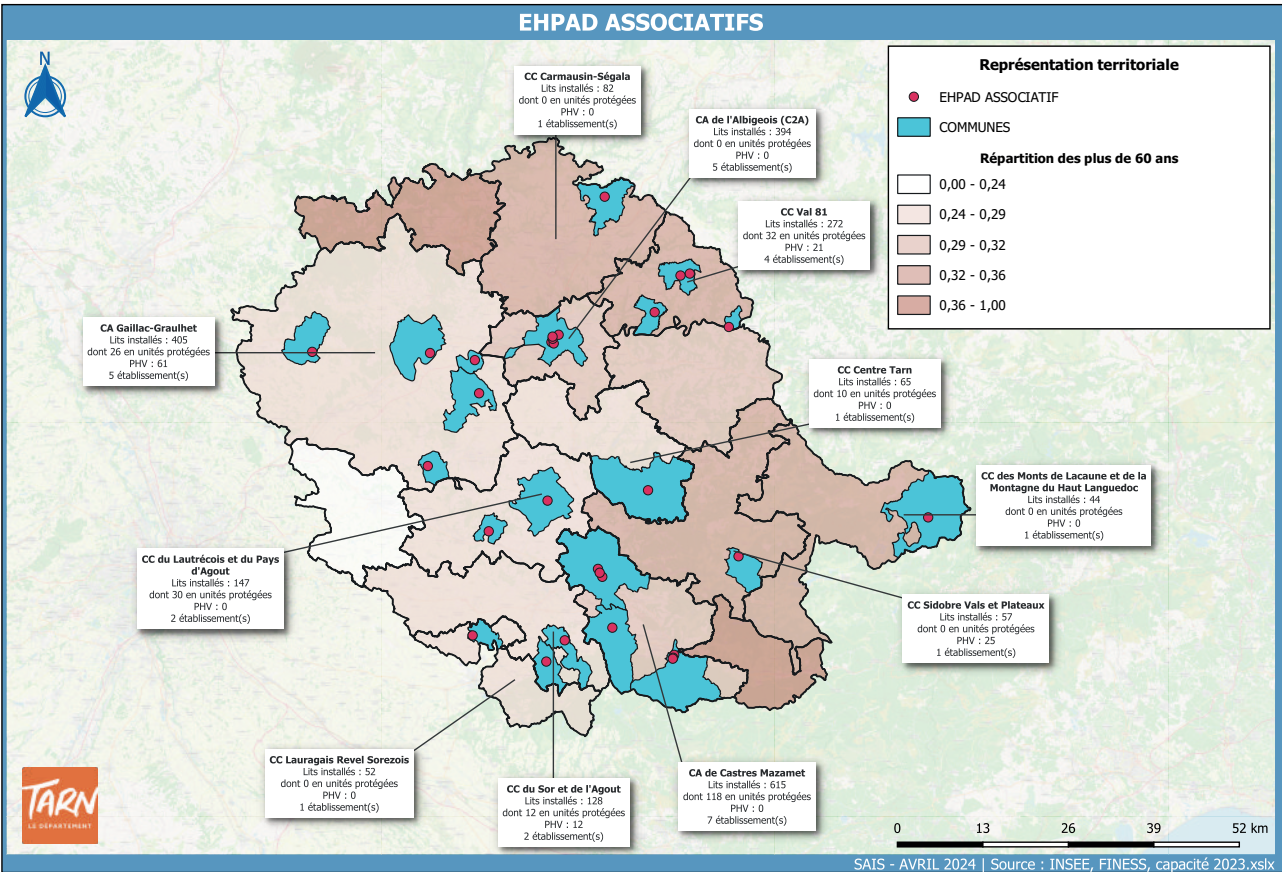 EHPAD ASSOCIATIFS
N
Représentation territoriale
EHPAD ASSOCIATIF
COMMUNES
Répartition des plus de 60 ans
0,00 - 0,24
0,24 - 0,29
0,29 - 0,32
0,32 - 0,36
0,36 - 1,00
CC Carmausin-Ségala
Lits installés : 82
dont 0 en unités protégées
PHV : 0
1 établissement(s)
CA de l'Albigeois (C2A)
Lits installés : 394
dont 0 en unités protégées
PHV : 0
5 établissement(s)
CC Val 81
Lits installés : 272
dont 32 en unités protégées
PHV : 21
4 établissement(s)
CA Gaillac-Graulhet
Lits installés : 405
dont 26 en unités protégées
PHV : 61
5 établissement(s)
CC Centre Tarn
Lits installés : 65
dont 10 en unités protégées
PHV : 0
1 établissement(s)
CC des Monts de Lacaune et de la
Montagne du Haut Languedoc
Lits installés : 44
dont 0 en unités protégées
PHV : 0
1 établissement(s)
CC du Lautrécois et du Pays
d'Agout
Lits installés : 147
dont 30 en unités protégées
PHV : 0
2 établissement(s)
CC Sidobre Vals et Plateaux
Lits installés : 57
dont 0 en unités protégées
PHV : 25
1 établissement(s)
CC Lauragais Revel Sorezois
Lits installés : 52
dont 0 en unités protégées
PHV : 0
1 établissement(s)
CC du Sor et de l'Agout
Lits installés : 128
dont 12 en unités protégées
PHV : 12
2 établissement(s)
CA de Castres Mazamet
Lits installés : 615
dont 118 en unités protégées
PHV : 0
7 établissement(s)
TARN
LE DÉPARTEMENT
0 13 26 39 52 km
SAIS - AVRIL 2024 | Source : INSEE, FINESS, capacité 2023.xslx